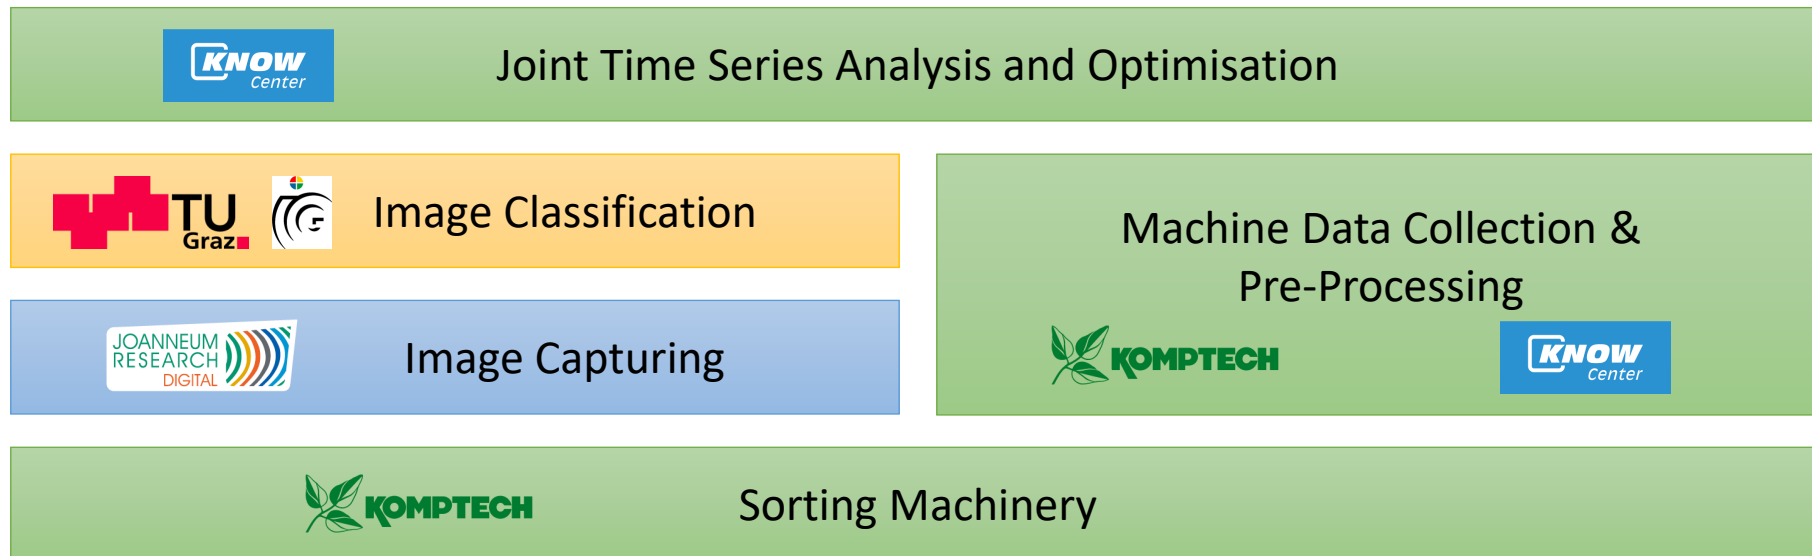 KNOW
Center
Joint Time Series Analysis and Optimisation
TU
Graz
Image Classification
JOANNEUM
RESEARCH
DIGITAL
Image Capturing
Machine Data Collection &
Pre-Processing
KOMPTECH
KNOW
Center
KOMPTECH
Sorting Machinery